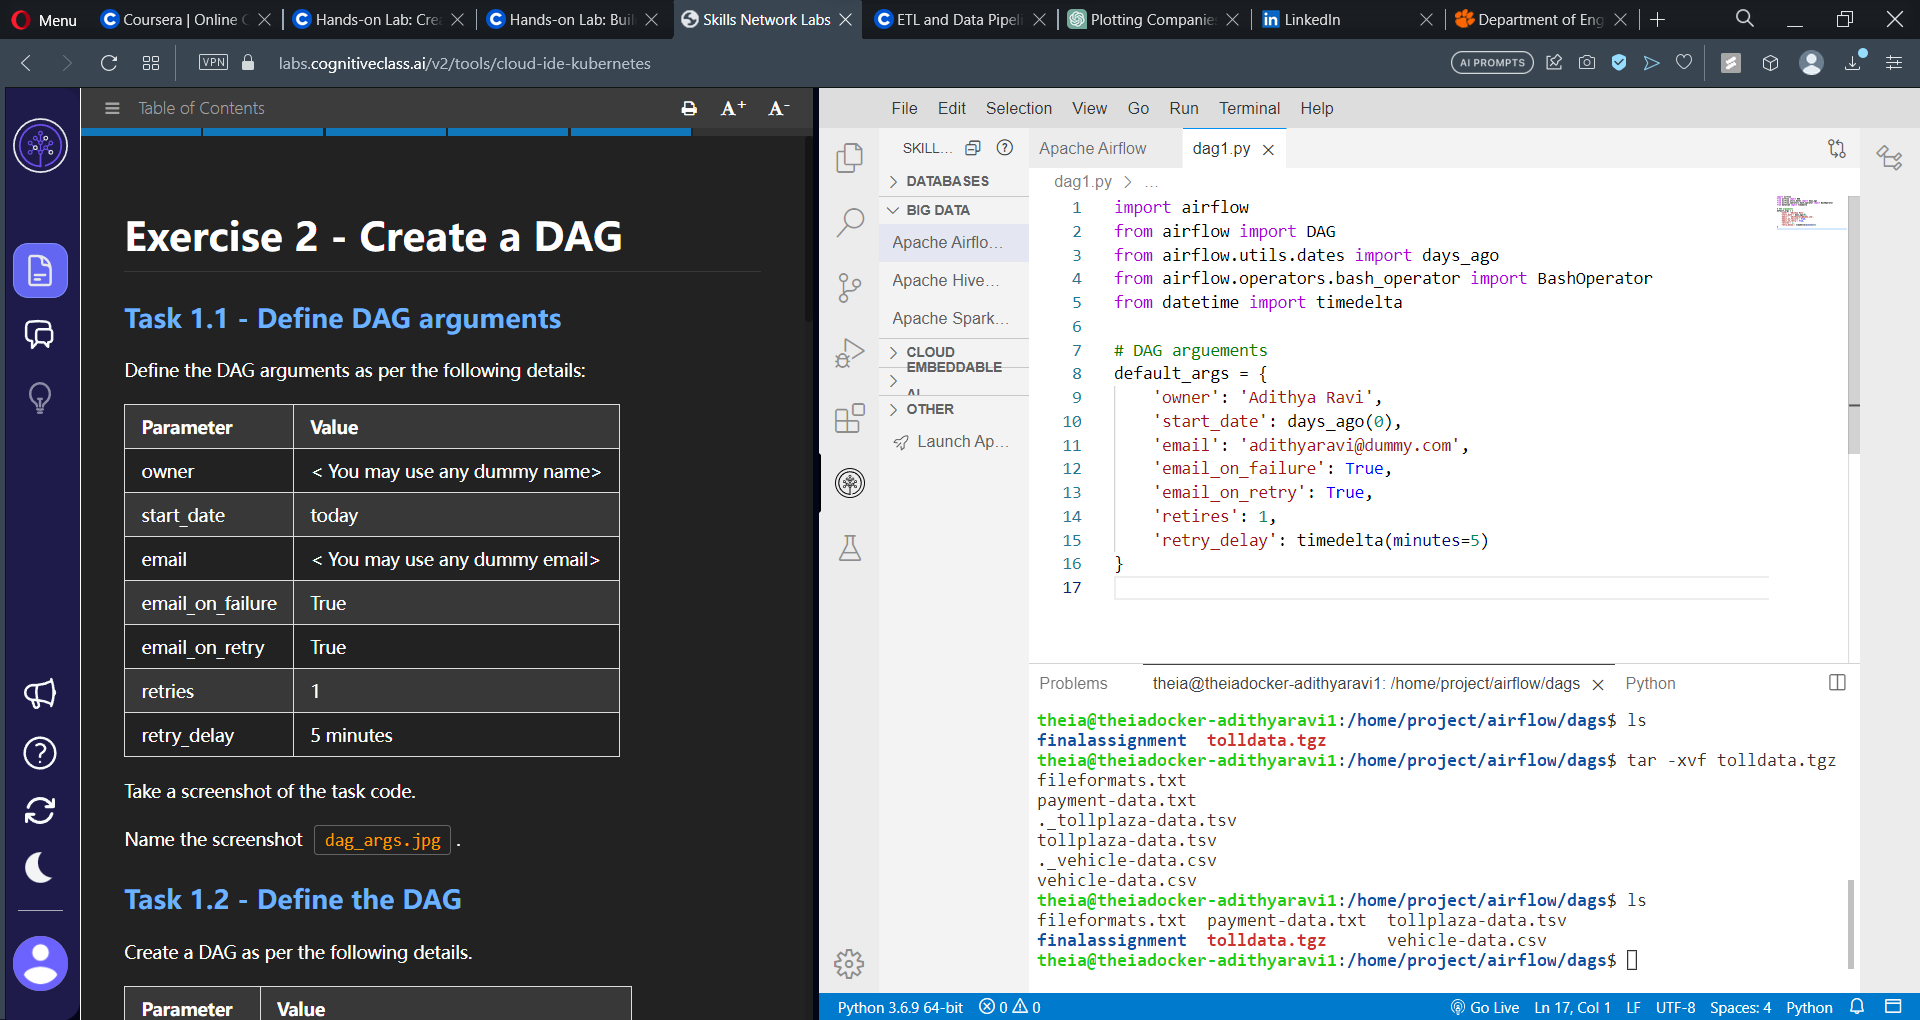 Menu
Coursera | Online C
Hands-on Lab: Crea
Hands-on Lab: Buil
Skills Network Labs
ETL and Data Pipeli
Plotting Companies
LinkedIn
Department of Eng
VPN
labs.cognitiveclass.ai/v2/tools/cloud-ide-kubernetes
AI PROMPTS
Table of Contents
A+
A-
Exercise 2 - Create a DAG
Task 1.1 - Define DAG arguments
Define the DAG arguments as per the following details:
Parameter Value
owner < You may use any dummy name>
start_date today
email < You may use any dummy email>
email_on_failure True
email_on_retry True
retries 1
retry_delay 5 minutes
Take a screenshot of the task code.
Name the screenshot dag_args.jpg .
Task 1.2 - Define the DAG
Create a DAG as per the following details.
Parameter Value
File Edit Selection View Go Run Terminal Help
SKILL...
DATABASES
BIG DATA
Apache Airflo...
Apache Hive...
Apache Spark...
CLOUD
EMBEDDABLE
AI
OTHER
Launch Ap...
Apache Airflow
dag1.py
dag1.py > ...
1 import airflow
2 from airflow import DAG
3 from airflow.utils.dates import days_ago
4 from airflow.operators.bash_operator import BashOperator
5 from datetime import timedelta
6
7 # DAG arguements
8 default_args = {
9 'owner': 'Adithya Ravi',
10 'start_date': days_ago(0),
11 'email': 'adithyaravi@dummy.com',
12 'email_on_failure': True,
13 'email_on_retry': True,
14 'retires': 1,
15 'retry_delay': timedelta(minutes=5)
16 }
17
Problems
theia@theiadocker-adithyaravi1: /home/project/airflow/dags
Python
theia@theiadocker-adithyaravi1:/home/project/airflow/dags$ ls
finalassignment tolldata.tgz
theia@theiadocker-adithyaravi1:/home/project/airflow/dags$ tar -xvf tolldata.tgz
fileformats.txt
payment-data.txt
._tollplaza-data.tsv
tollplaza-data.tsv
._vehicle-data.csv
vehicle-data.csv
theia@theiadocker-adithyaravi1:/home/project/airflow/dags$ ls
fileformats.txt payment-data.txt tollplaza-data.tsv
finalassignment tolldata.tgz vehicle-data.csv
theia@theiadocker-adithyaravi1:/home/project/airflow/dags$
Python 3.6.9 64-bit
0
0
Go Live
Ln 17, Col 1
LF
UTF-8
Spaces: 4
Python